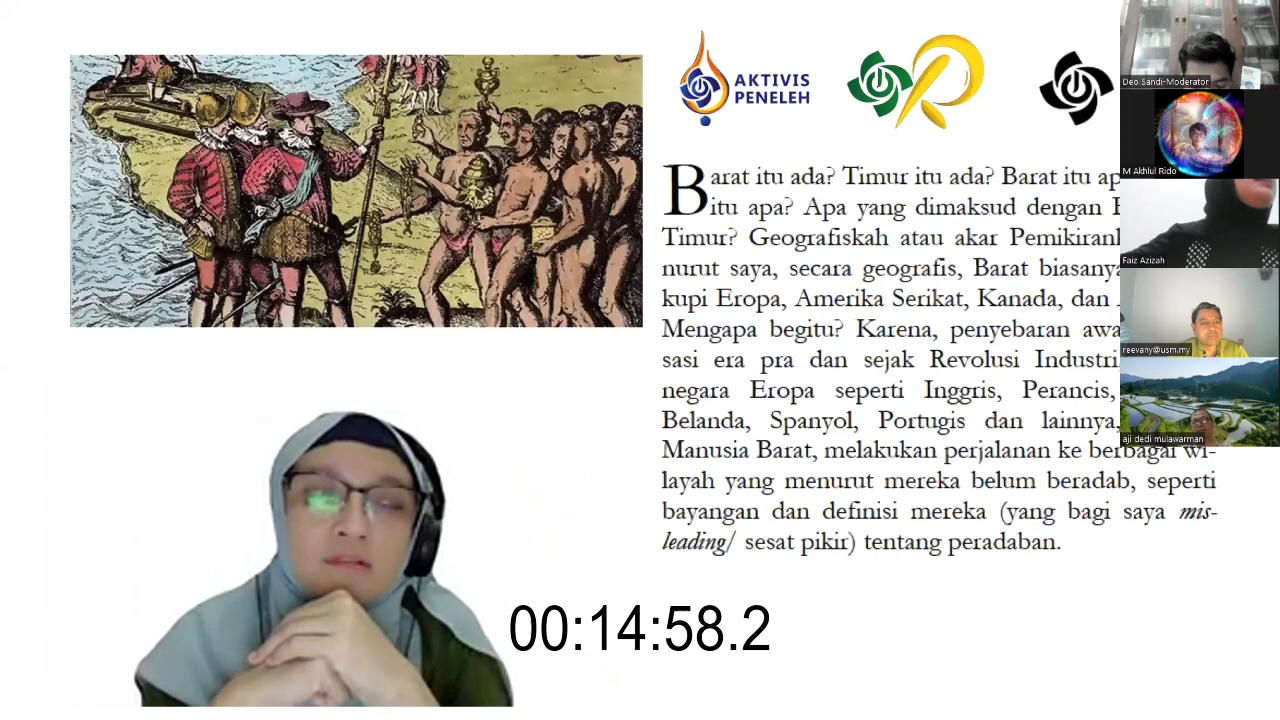 AKTIVIS
PENELEH
Barat itu ada? Timur itu ada? Barat itu
itu apa? Apa yang dimaksud dengan
Timur? Geografiskah atau akar
nurut saya, secara geografis, Barat
kupi Eropa, Amerika Serikat, Kanada, dan
Mengapa begitu? Karena, penyebaran
sasi era pra dan sejak Revolusi
negara Eropa seperti Inggris, Perancis,
Belanda, Spanyol, Portugis dan lainnya,
Manusia Barat, melakukan perjalanan ke berbagai wi-
layah yang menurut mereka belum beradab, seperti
bayangan dan definisi mereka (yang bagi saya mis-
leading/ sesat pikir) tentang peradaban.
00:14:58.2
Deo Sandi-Moderator
M Akhlul Rido
Faiz Azizah
reevany@usm.my
aji dedi mulawarman